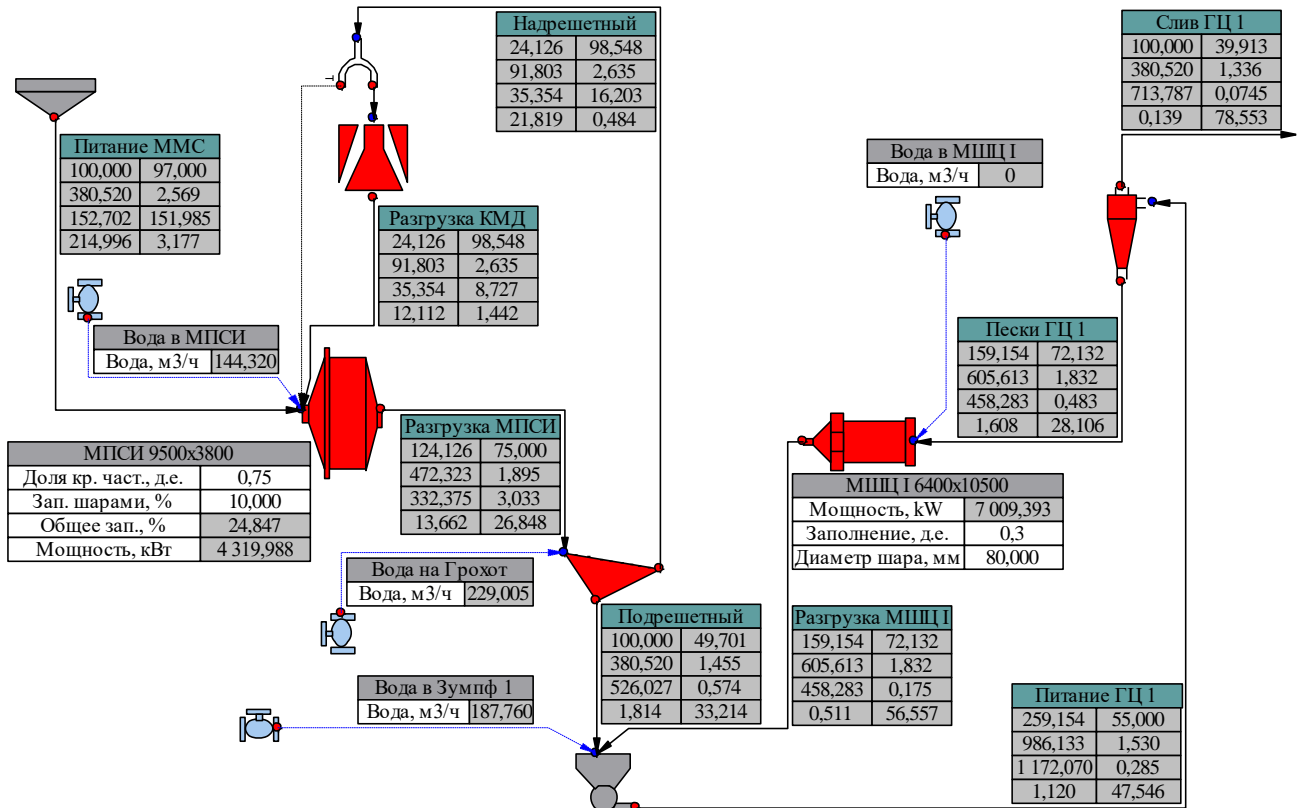 Надрешетный
24,126 98,548
91,803 2,635
35,354 16,203
21,819 0,484
Слив ГЦ 1
100,000 39,913
380,520 1,336
713,787 0,0745
0,139 78,553
Питание ММС
100,000 97,000
380,520 2,569
152,702 151,985
214,996 3,177
Вода в МШЦ I
Вода, м3/ч 0
Разгрузка КМД
24,126 98,548
91,803 2,635
35,354 8,727
12,112 1,442
Вода в МПСИ
Вода, м3/ч 144,320
Пески ГЦ 1
159,154 72,132
605,613 1,832
458,283 0,483
1,608 28,106
МПСИ 9500x3800
Доля кр. част., д.е. 0,75
Зап. шарами, % 10,000
Общее зап., % 24,847
Мощность, кВт 4 319,988
Разгрузка МПСИ
124,126 75,000
472,323 1,895
332,375 3,033
13,662 26,848
МШЦ I 6400x10500
Мощность, kW 7 009,393
Заполнение, д.е. 0,3
Диаметр шара, мм 80,000
Вода на Грохот
Вода, м3/ч 229,005
Подрешетный
100,000 49,701
380,520 1,455
526,027 0,574
1,814 33,214
Разгрузка МШЦ I
159,154 72,132
605,613 1,832
458,283 0,175
0,511 56,557
Вода в Зумпф 1
Вода, м3/ч 187,760
Питание ГЦ 1
259,154 55,000
986,133 1,530
1 172,070 0,285
1,120 47,546